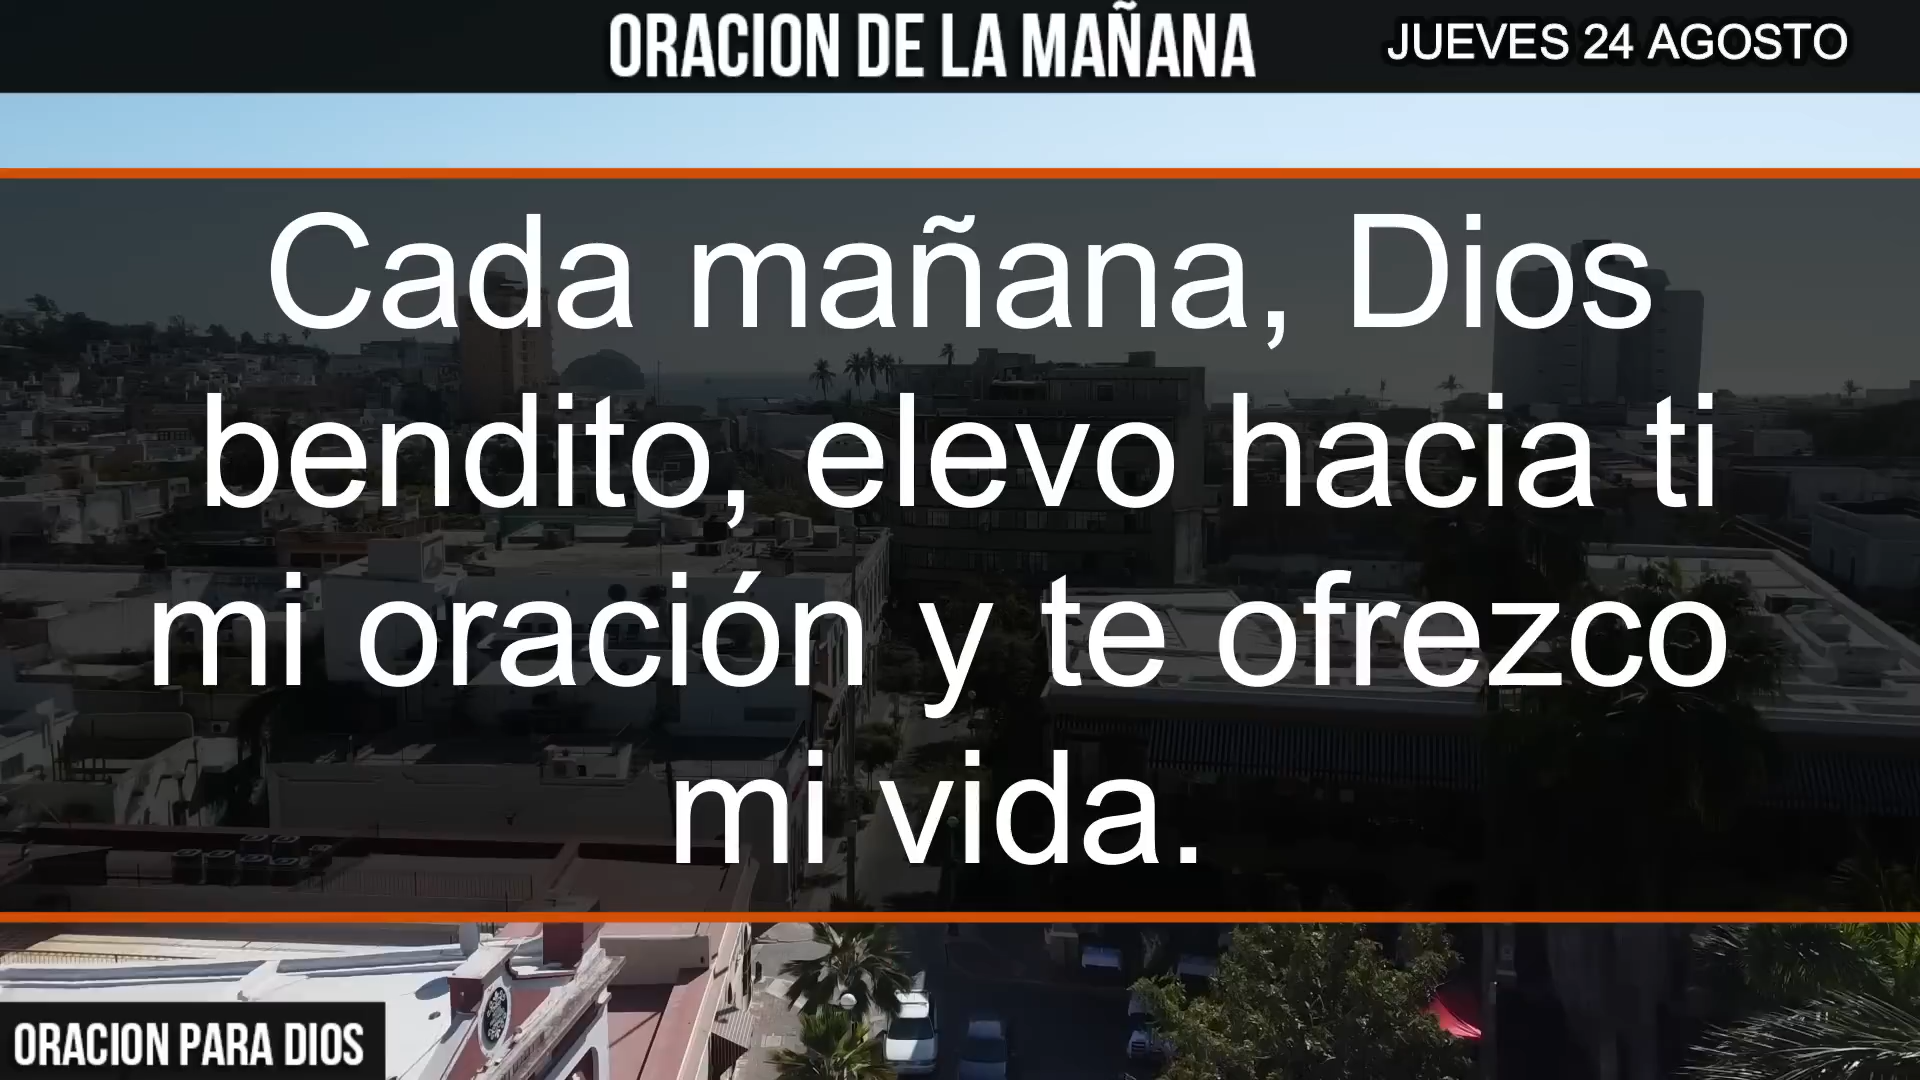 ORACION DE LA MAÑANA
JUEVES 24 AGOSTO
Cada mañana, Dios
bendito, elevo hacia ti
mi oración y te ofrezco
mi vida.
ORACION PARA DIOS